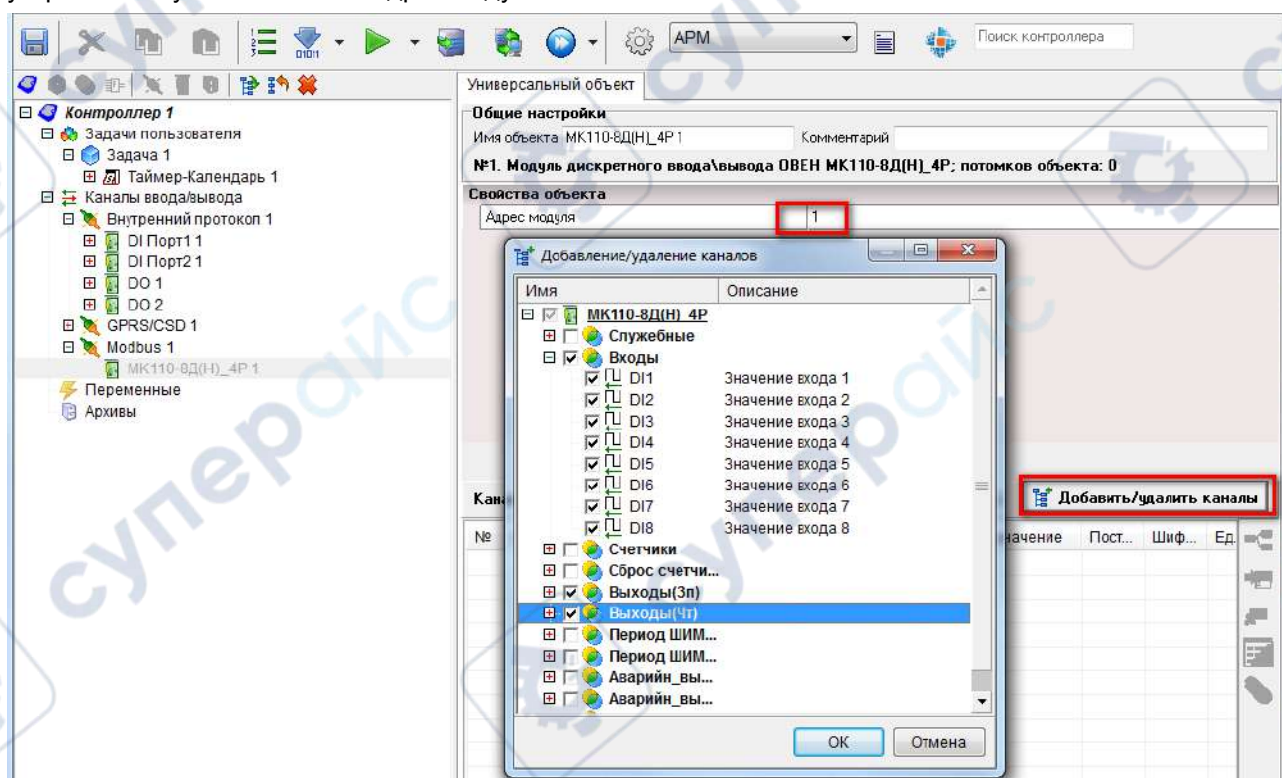 АРМ
Поиск контроллера
Контроллер 1
Задачи пользователя
Задача 1
Таймер-Календарь 1
Каналы ввода/вывода
Внутренний протокол 1
DI Порт1 1
DI Порт2 1
DO 1
DO 2
GPRS/CSD 1
Modbus 1
МК110-8Д(Н)_4Р 1
Переменные
Архивы
Универсальный объект
Общие настройки
Имя объекта МК110-8Д(Н)_4Р 1 Комментарий
№1. Модуль дискретного ввода\вывода ОВЕН МК110-8Д(Н)_4Р; потомков объекта: 0
Свойства объекта
Адрес модуля 1
Добавление/удаление каналов
Имя Описание
МК110-8Д(Н)_4Р
Служебные
Входы
DI1 Значение входа 1
DI2 Значение входа 2
DI3 Значение входа 3
DI4 Значение входа 4
DI5 Значение входа 5
DI6 Значение входа 6
DI7 Значение входа 7
DI8 Значение входа 8
Счетчики
Сброс счетчи...
Выходы(Зп)
Выходы(Чт)
Период ШИМ...
Период ШИМ...
Аварийн_вы...
Аварийн_вы...
ОК Отмена
Добавить/удалить каналы
№ Пост... Шиф... Ед.
суперайс